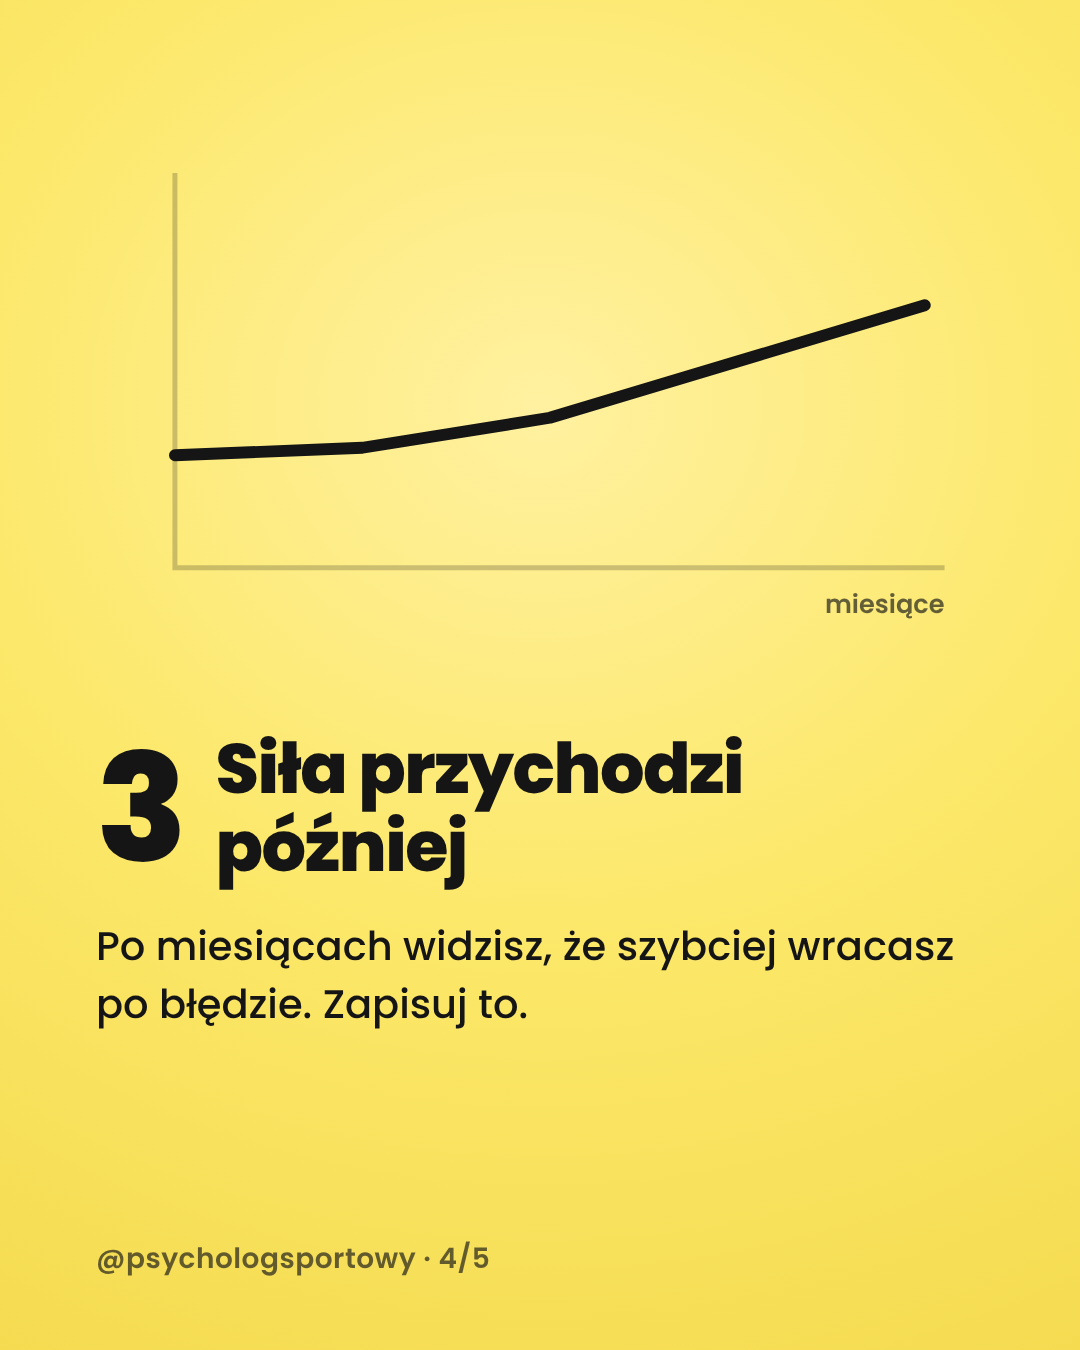 miesiące
3
Siła przychodzi
później
Po miesiącach widzisz, że szybciej wracasz
po błędzie. Zapisuj to.
@psychologsportowy · 4/5